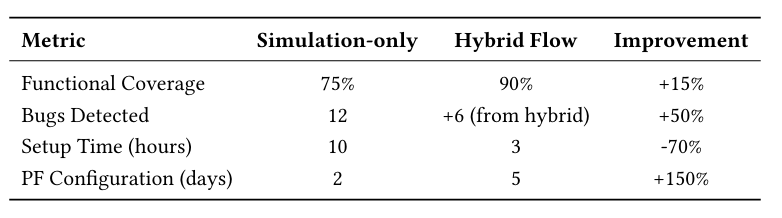 Metric Simulation-only Hybrid Flow Improvement
Functional Coverage 75% 90% +15%
Bugs Detected 12 +6 (from hybrid) +50%
Setup Time (hours) 10 3 -70%
PF Configuration (days) 2 5 +150%